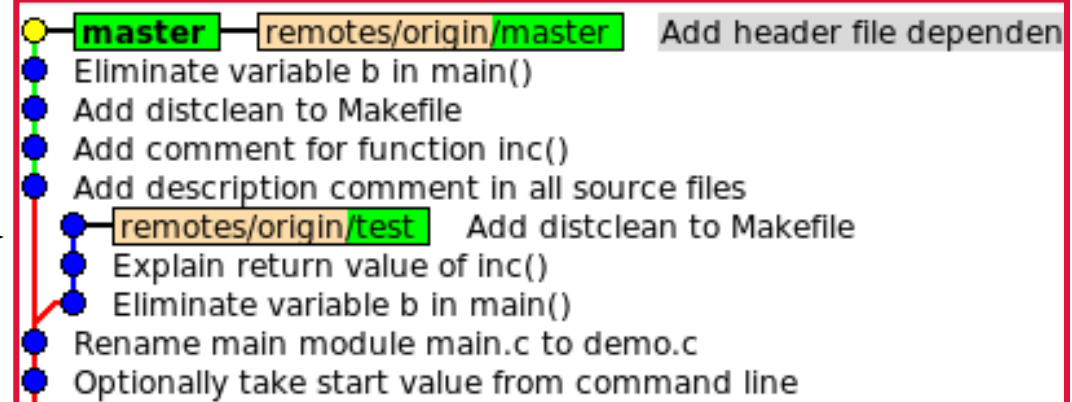 master remotes/origin/master Add header file dependen
Eliminate variable b in main()
Add distclean to Makefile
Add comment for function inc()
Add description comment in all source files
remotes/origin/test Add distclean to Makefile
Explain return value of inc()
Eliminate variable b in main()
Rename main module main.c to demo.c
Optionally take start value from command line